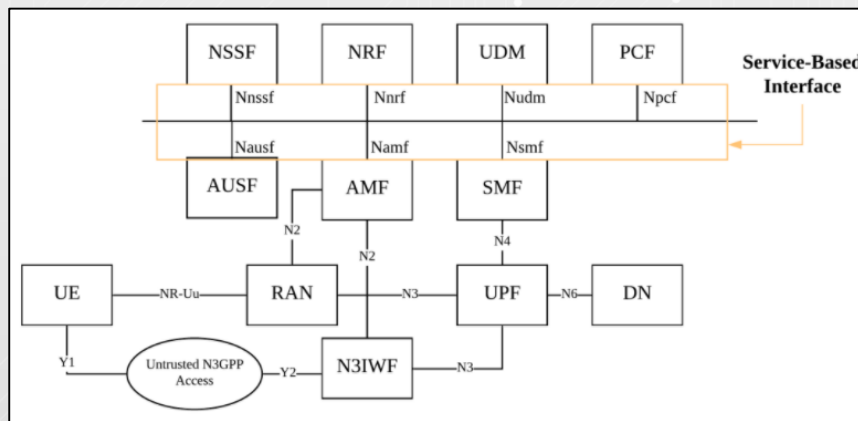 NSSF
NRF
UDM
PCF
Service-Based
Interface
Nnssf
Nnrf
Nudm
Npcf
Nausf
Namf
Nsmf
AUSF
AMF
SMF
N2
N2
N4
UE
NR-Uu
RAN
N3
UPF
N6
DN
Y1
Untrusted N3GPP
Access
Y2
N3IWF
N3